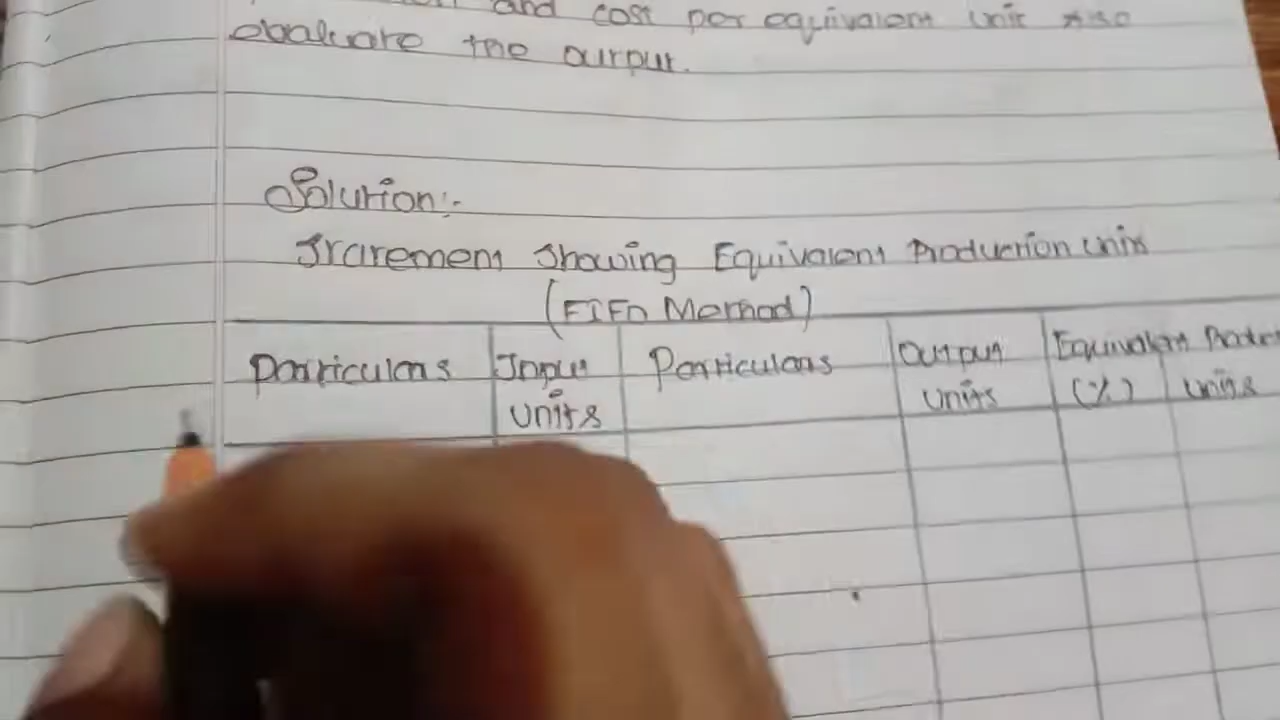 and cost per equivalent unit Also
evaluate the output.
Solution:-
Statement Showing Equivalent Production units
(FIFO Method)
Particulars Input Particulars Output Equivalent
units units (%) units